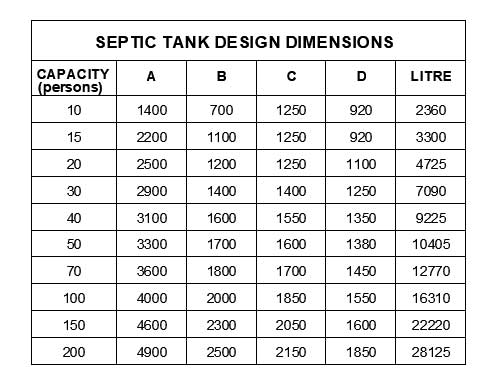 SEPTIC TANK DESIGN DIMENSIONS
CAPACITY (persons) A B C D LITRE
10 1400 700 1250 920 2360
15 2200 1100 1250 920 3300
20 2500 1200 1250 1100 4725
30 2900 1400 1400 1250 7090
40 3100 1600 1550 1350 9225
50 3300 1700 1600 1380 10405
70 3600 1800 1700 1450 12770
100 4000 2000 1850 1550 16310
150 4600 2300 2050 1600 22220
200 4900 2500 2150 1850 28125